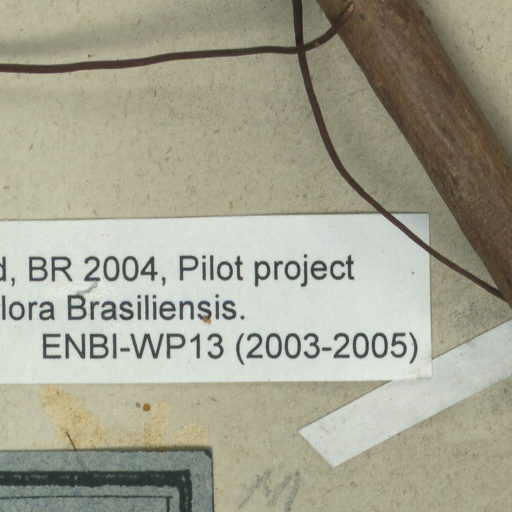 d, BR 2004, Pilot project
lora Brasiliensis.
ENBI-WP13 (2003-2005)